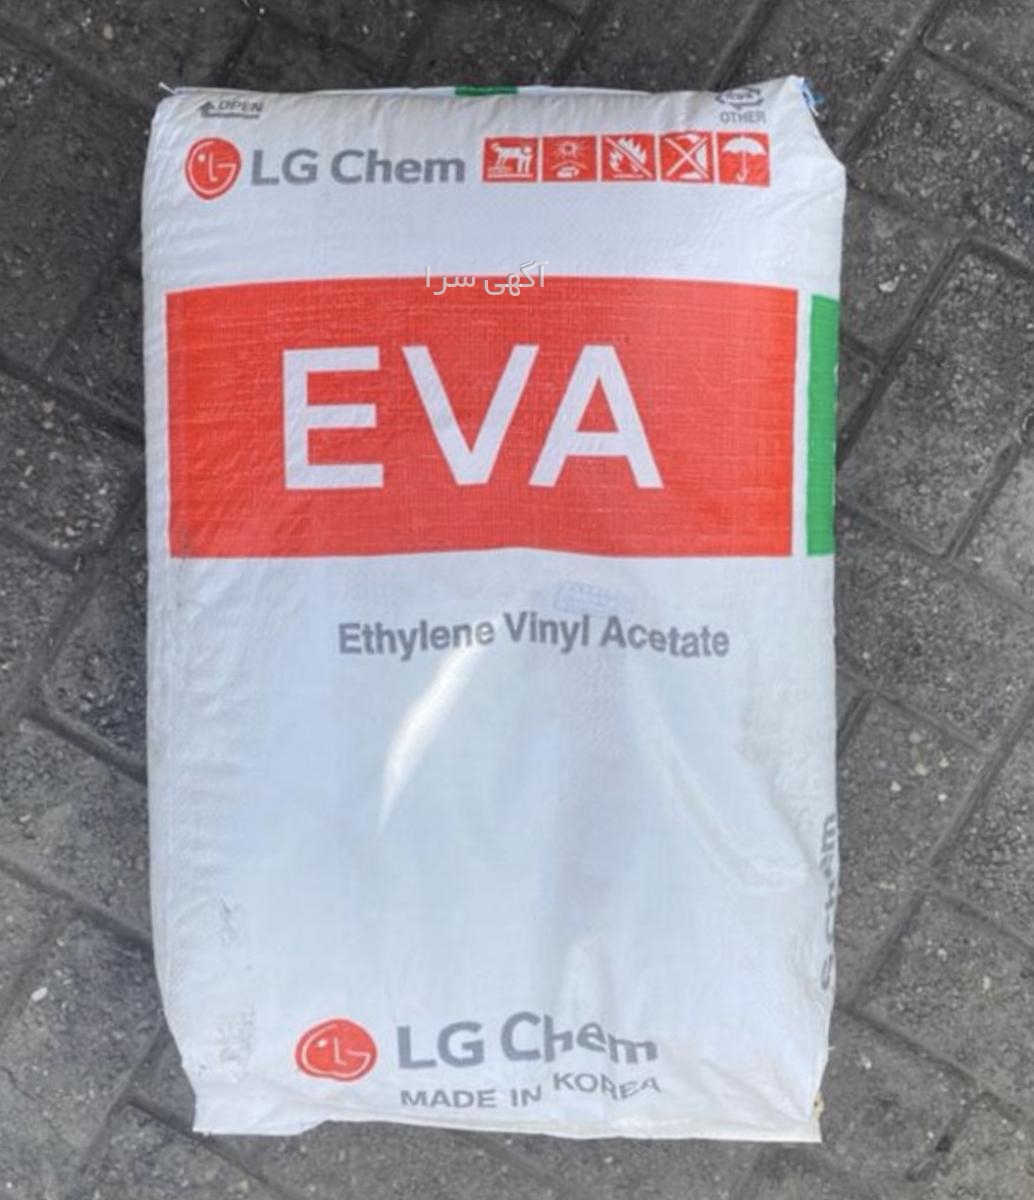 OPEN
OTHER
LG Chem
آگهی سرا
EVA
Ethylene Vinyl Acetate
LG Chem
MADE IN KOREA